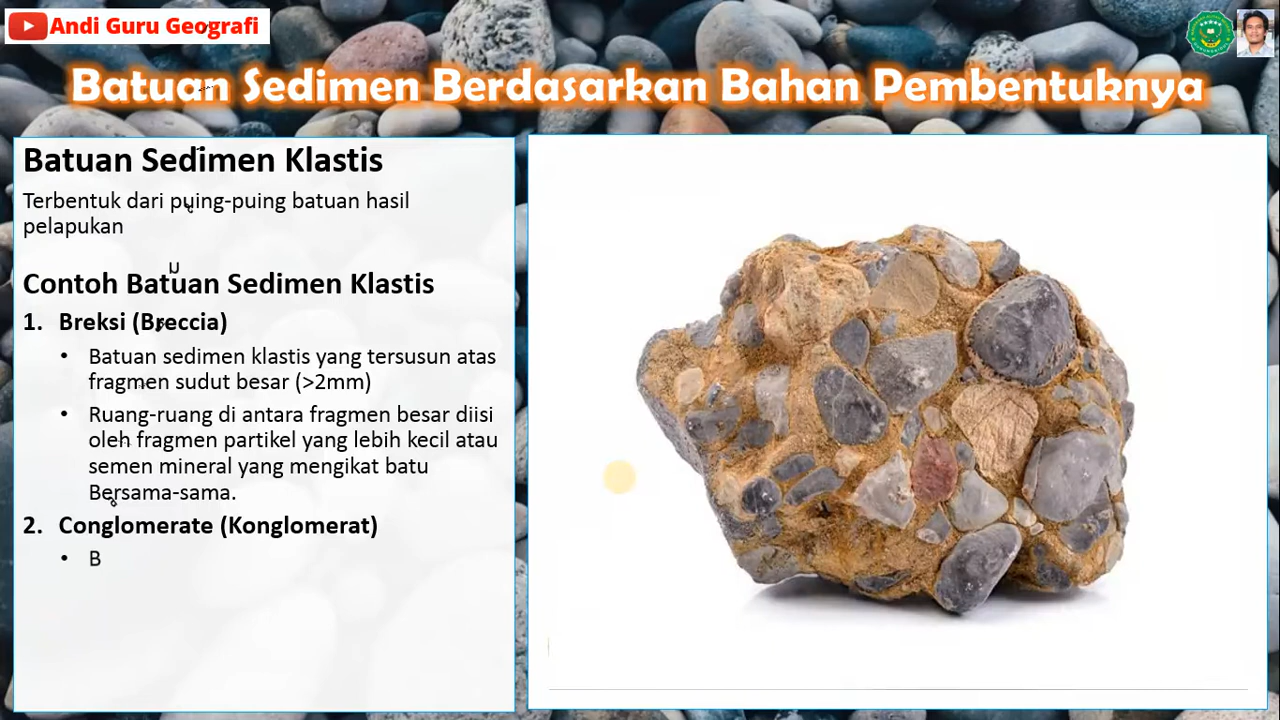 Andi Guru Geografi
Batuan Sedimen Berdasarkan Bahan Pembentuknya
Batuan Sedimen Klastis
Terbentuk dari puing-puing batuan hasil
pelapukan
Contoh Batuan Sedimen Klastis
1. Breksi (Breccia)
• Batuan sedimen klastis yang tersusun atas
fragmen sudut besar (>2mm)
• Ruang-ruang di antara fragmen besar diisi
oleh fragmen partikel yang lebih kecil atau
semen mineral yang mengikat batu
Bersama-sama.
2. Conglomerate (Konglomerat)
• B